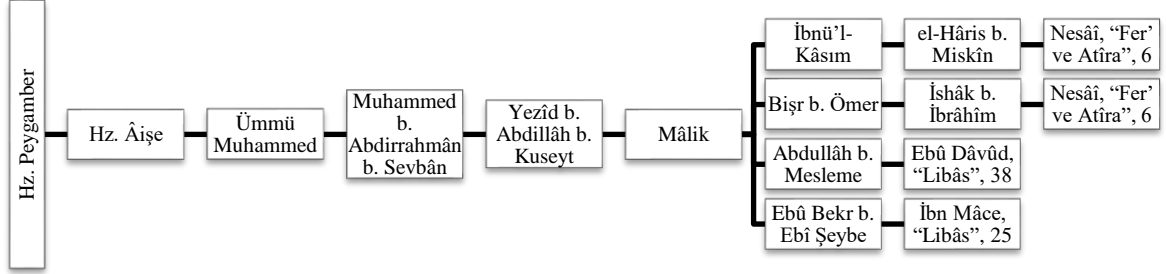 Hz. Peygamber
Hz. Âişe
Ümmü
Muhammed
Muhammed
b.
Abdirrahmân
b. Sevbân
Yezîd b.
Abdillâh b.
Kuseyt
Mâlik
İbnü’l-
Kâsım
el-Hâris b.
Miskîn
Nesâî, “Fer’
ve Atîra”, 6
Bişr b. Ömer
İshâk b.
İbrâhîm
Nesâî, “Fer’
ve Atîra”, 6
Abdullâh b.
Mesleme
Ebû Dâvûd,
“Libâs”, 38
Ebû Bekr b.
Ebî Şeybe
İbn Mâce,
“Libâs”, 25